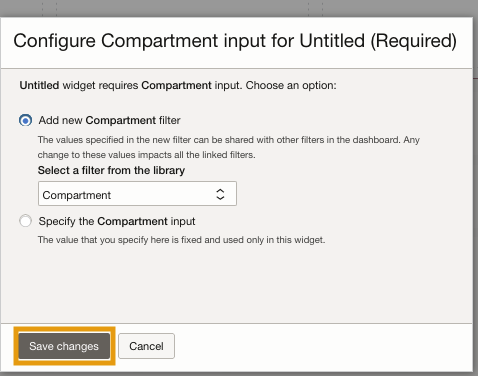 Configure Compartment input for Untitled (Required)
Untitled widget requires Compartment input. Choose an option:
Add new Compartment filter
The values specified in the new filter can be shared with other filters in the dashboard. Any
change to these values impacts all the linked filters.
Select a filter from the library
Compartment
Specify the Compartment input
The value that you specify here is fixed and used only in this widget.
Save changes
Cancel